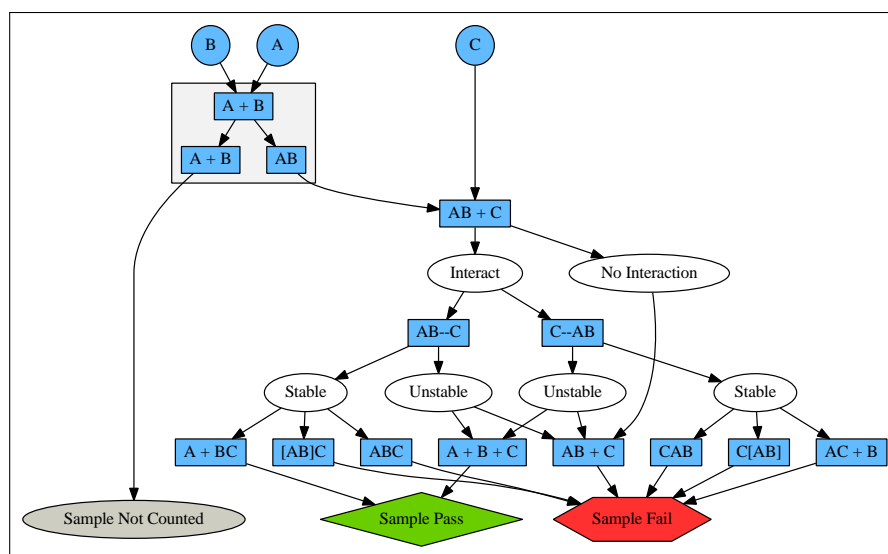 B
A
C
A + B
A + B
AB
AB + C
Interact
No Interaction
AB--C
C--AB
Stable
Unstable
Unstable
Stable
A + BC
[AB]C
ABC
A + B + C
AB + C
CAB
C[AB]
AC + B
Sample Not Counted
Sample Pass
Sample Fail